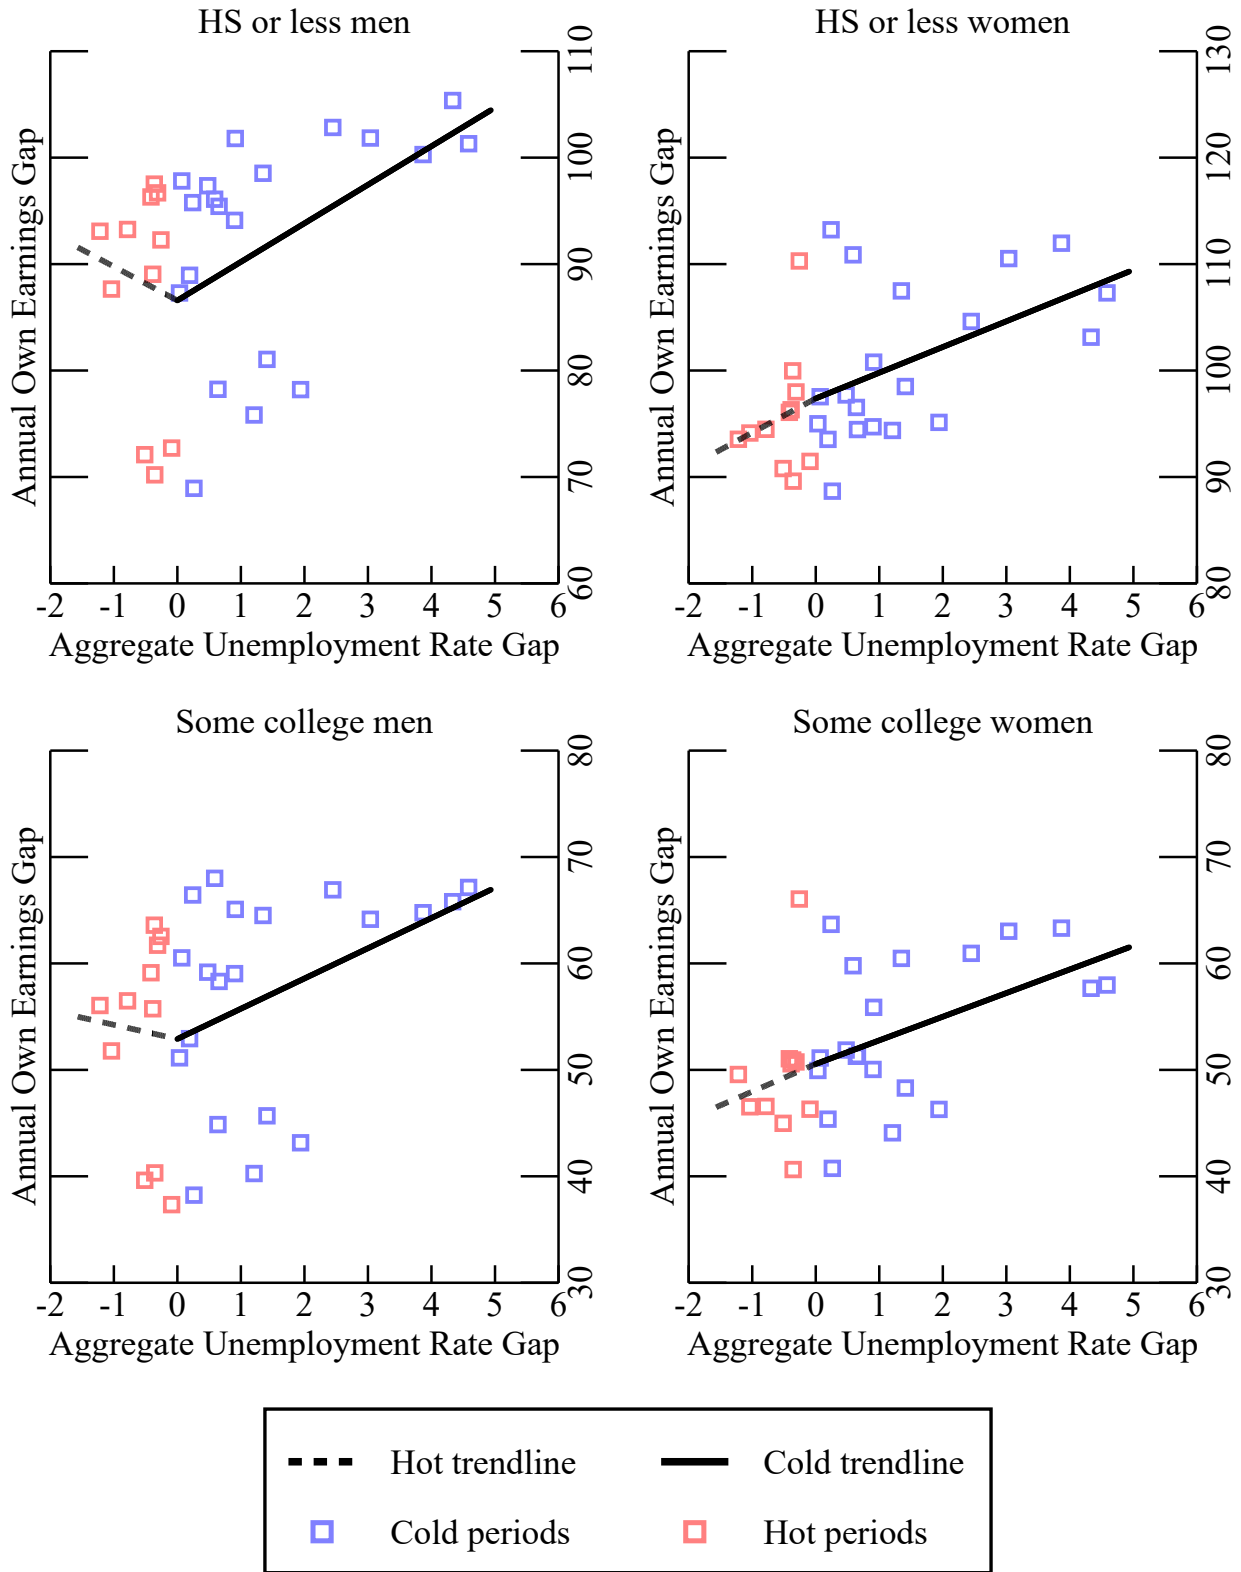 HS or less men
Annual Own Earnings Gap
60 70 80 90 100 110
-2 -1 0 1 2 3 4 5 6
Aggregate Unemployment Rate Gap
HS or less women
Annual Own Earnings Gap
80 90 100 110 120 130
-2 -1 0 1 2 3 4 5 6
Aggregate Unemployment Rate Gap
Some college men
Annual Own Earnings Gap
30 40 50 60 70 80
-2 -1 0 1 2 3 4 5 6
Aggregate Unemployment Rate Gap
Some college women
Annual Own Earnings Gap
30 40 50 60 70 80
-2 -1 0 1 2 3 4 5 6
Aggregate Unemployment Rate Gap
Hot trendline
Cold trendline
Cold periods
Hot periods